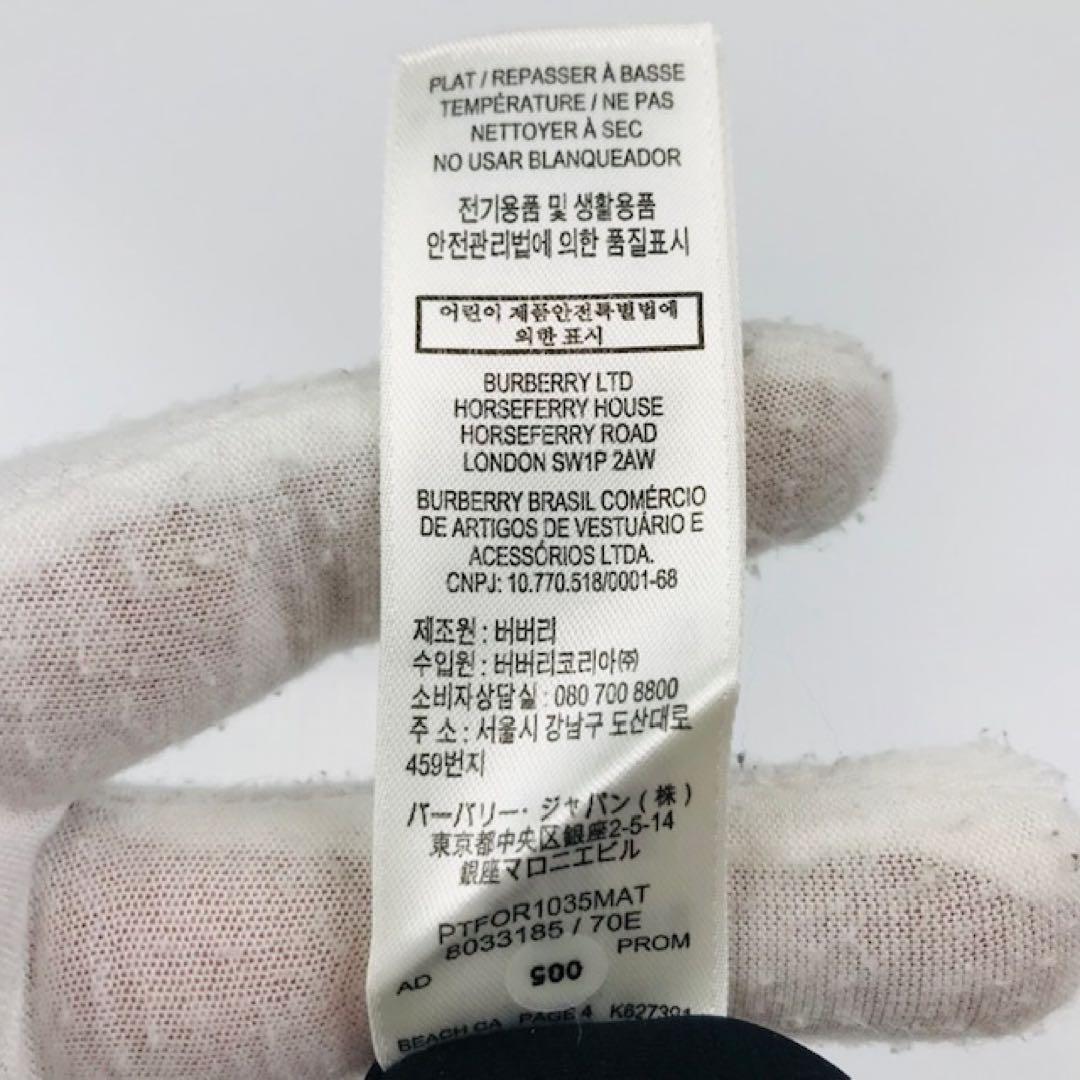 PLAT / REPASSER À BASSE
TEMPÉRATURE / NE PAS
NETTOYER À SEC
NO USAR BLANQUEADOR
전기용품 및 생활용품
안전관리법에 의한 품질표시
어린이 제품안전특별법에
의한 표시
BURBERRY LTD
HORSEFERRY HOUSE
HORSEFERRY ROAD
LONDON SW1P 2AW
BURBERRY BRASIL COMÉRCIO
DE ARTIGOS DE VESTUÁRIO E
ACESSÓRIOS LTDA.
CNPJ: 10.770.518/0001-68
제조원 : 버버리
수입원 : 버버리코리아㈜
소비자상담실 : 080 700 8800
주 소 : 서울시 강남구 도산대로
459번지
バーバリー・ジャパン ( 株 )
東京都中央区銀座2-5-14
銀座マロニエビル
PTFOR1035MAT
8033185 / 70E
AD 005 PROM
BEACH CA PAGE 4 K627391